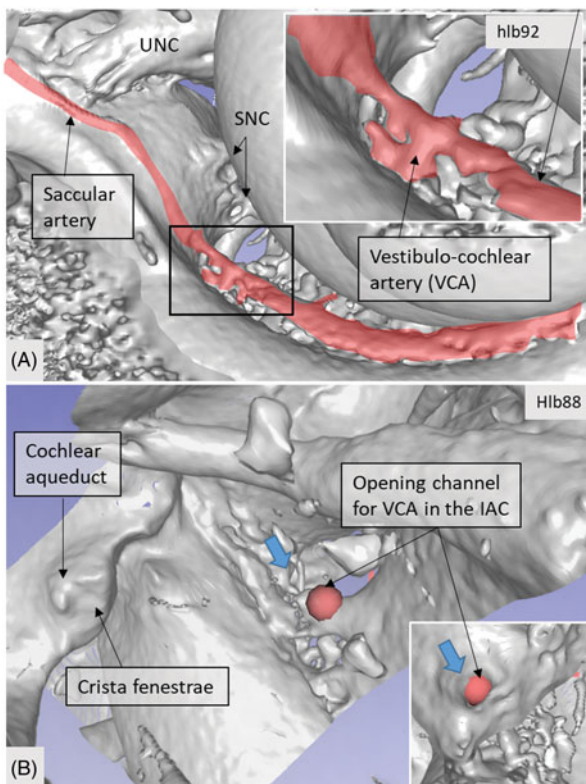 UNC
hlb92
SNC
Saccular
artery
Vestibulo-cochlear
artery (VCA)
(A)
Hlb88
Cochlear
aqueduct
Opening channel
for VCA in the IAC
Crista fenestrae
(B)